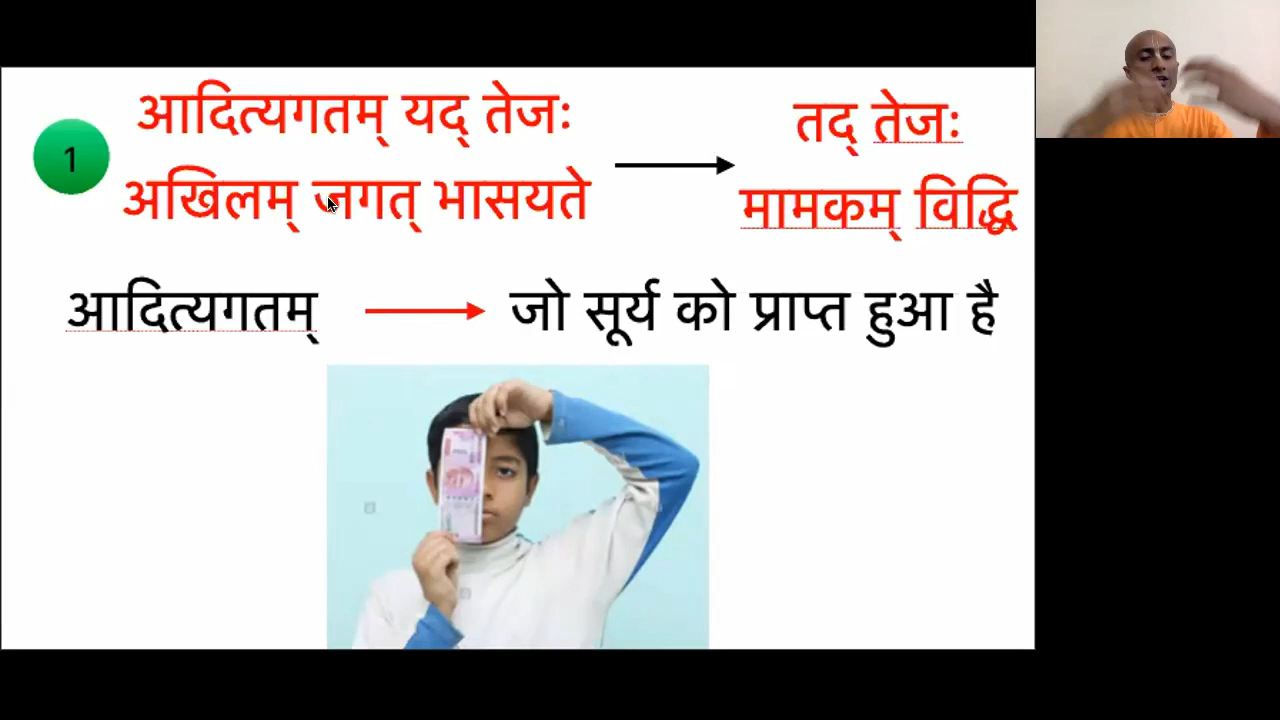 1
आदित्यगतम् यद् तेजः
अखिलम् जगत् भासयते
तद् तेजः
मामकम् विद्धि
आदित्यगतम्
जो सूर्य को प्राप्त हुआ है